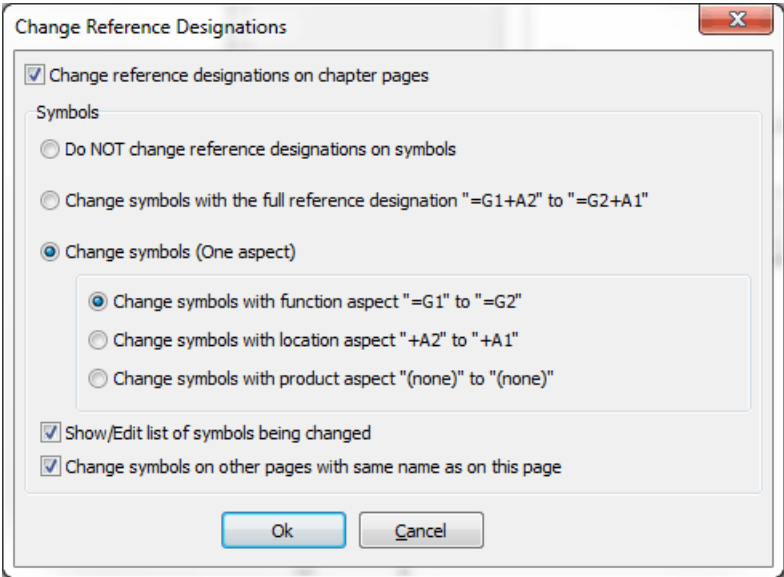 Change Reference Designations
Change reference designations on chapter pages
Symbols
Do NOT change reference designations on symbols
Change symbols with the full reference designation "=G1+A2" to "=G2+A1"
Change symbols (One aspect)
Change symbols with function aspect "=G1" to "=G2"
Change symbols with location aspect "+A2" to "+A1"
Change symbols with product aspect "(none)" to "(none)"
Show/Edit list of symbols being changed
Change symbols on other pages with same name as on this page
Ok Cancel